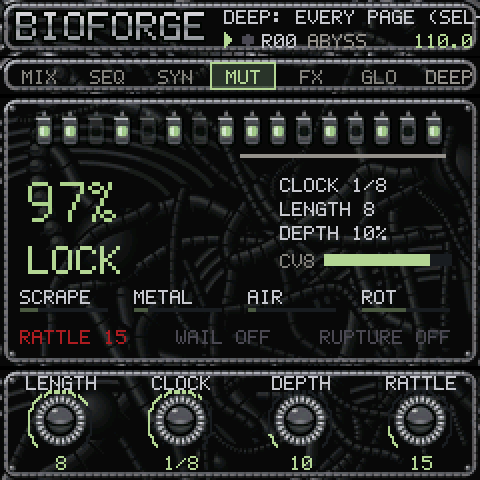 BIOFORGE
DEEP: EVERY PAGE (SEL-
R00 ABYSS 110.0
MIX SEQ SYN MUT FX GLO DEEP
97%
LOCK
CLOCK 1/8
LENGTH 8
DEPTH 10%
CV8
SCRAPE METAL AIR ROT
RATTLE 15 WAIL OFF RUPTURE OFF
LENGTH CLOCK DEPTH RATTLE
8 1/8 10 15